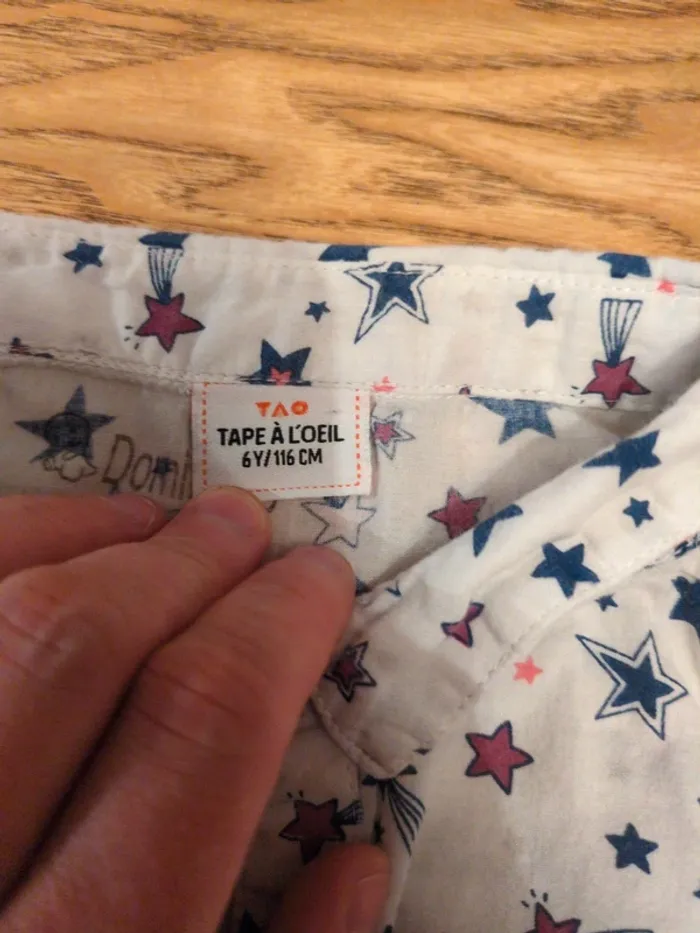 TAO
TAPE À L'OEIL
6Y/116 CM